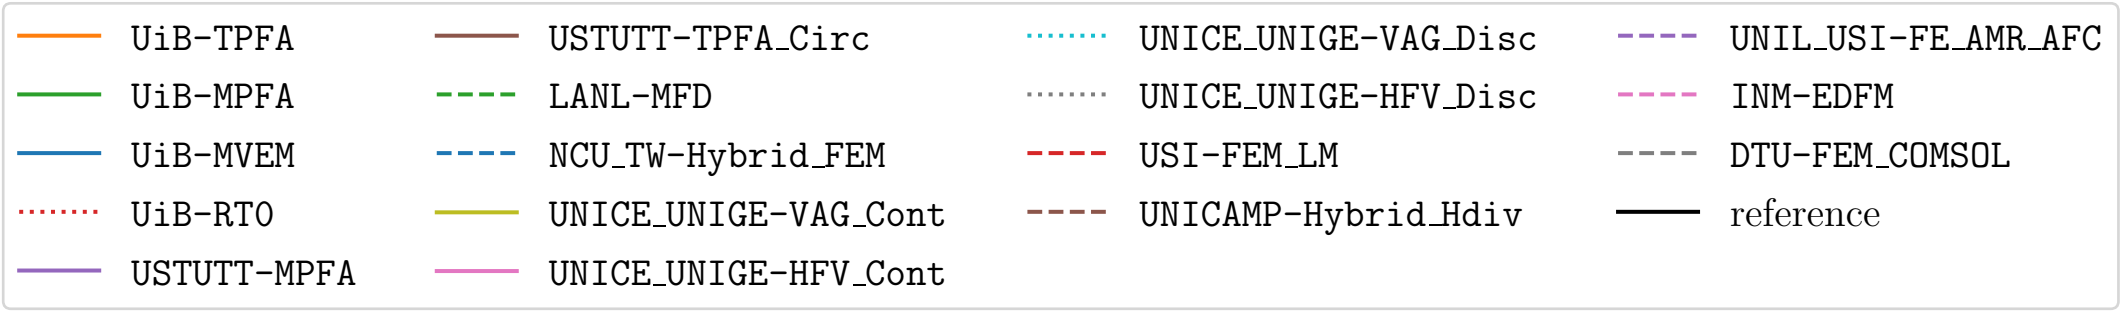 UiB-TPFA
UiB-MPFA
UiB-MVEM
UiB-RT0
USTUTT-MPFA
USTUTT-TPFA_Circ
LANL-MFD
NCU_TW-Hybrid_FEM
UNICE_UNIGE-VAG_Cont
UNICE_UNIGE-HFV_Cont
UNICE_UNIGE-VAG_Disc
UNICE_UNIGE-HFV_Disc
USI-FEM_LM
UNICAMP-Hybrid_Hdiv
UNIL_USI-FE_AMR_AFC
INM-EDFM
DTU-FEM_COMSOL
reference